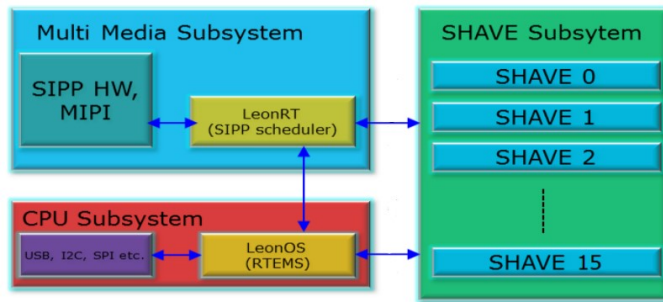 Multi Media Subsystem
SIPP HW,
MIPI
LeonRT
(SIPP scheduler)
CPU Subsystem
USB, I2C, SPI etc.
LeonOS
(RTEMS)
SHAVE Subsytem
SHAVE 0
SHAVE 1
SHAVE 2
SHAVE 15